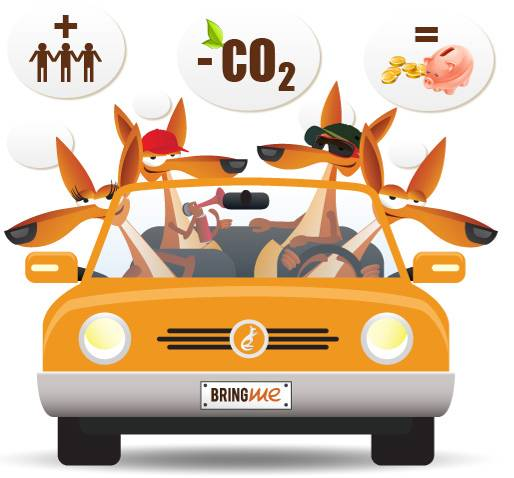 +
- CO2
=
BRINGme